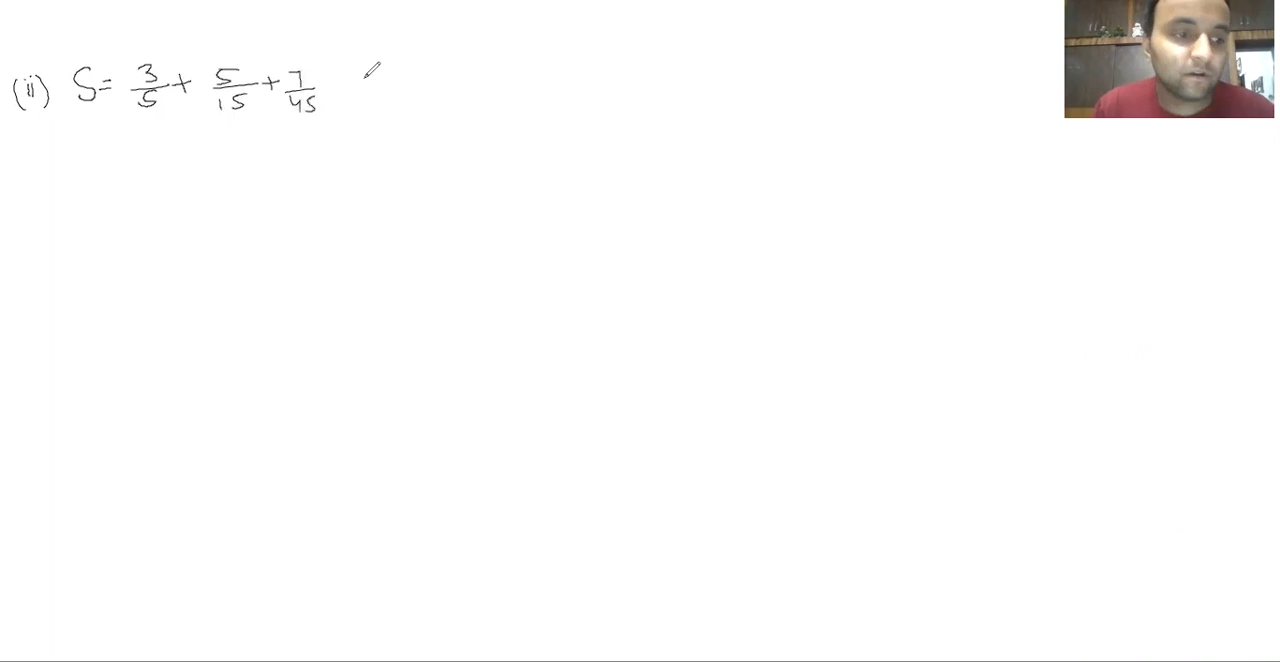 (ii) S = 3/5 + 5/15 + 7/45